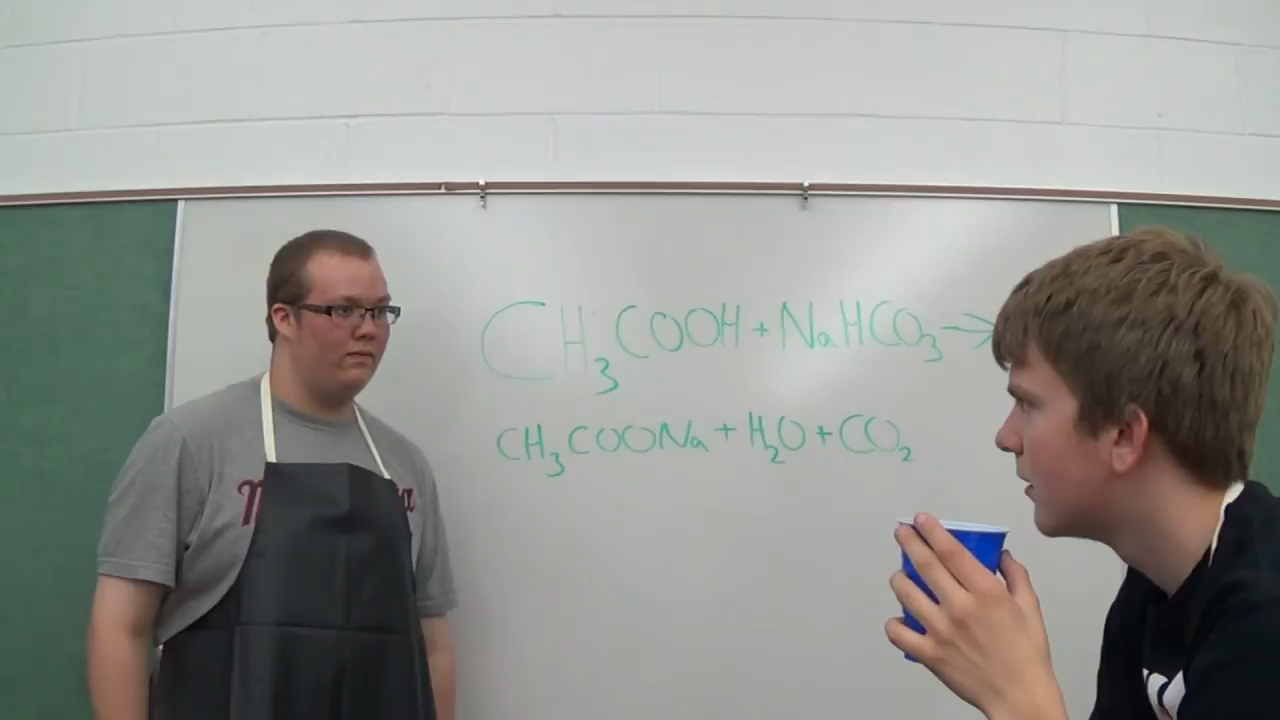 CH₃COOH + NaHCO₃ →
CH₃COONa + H₂O + CO₂